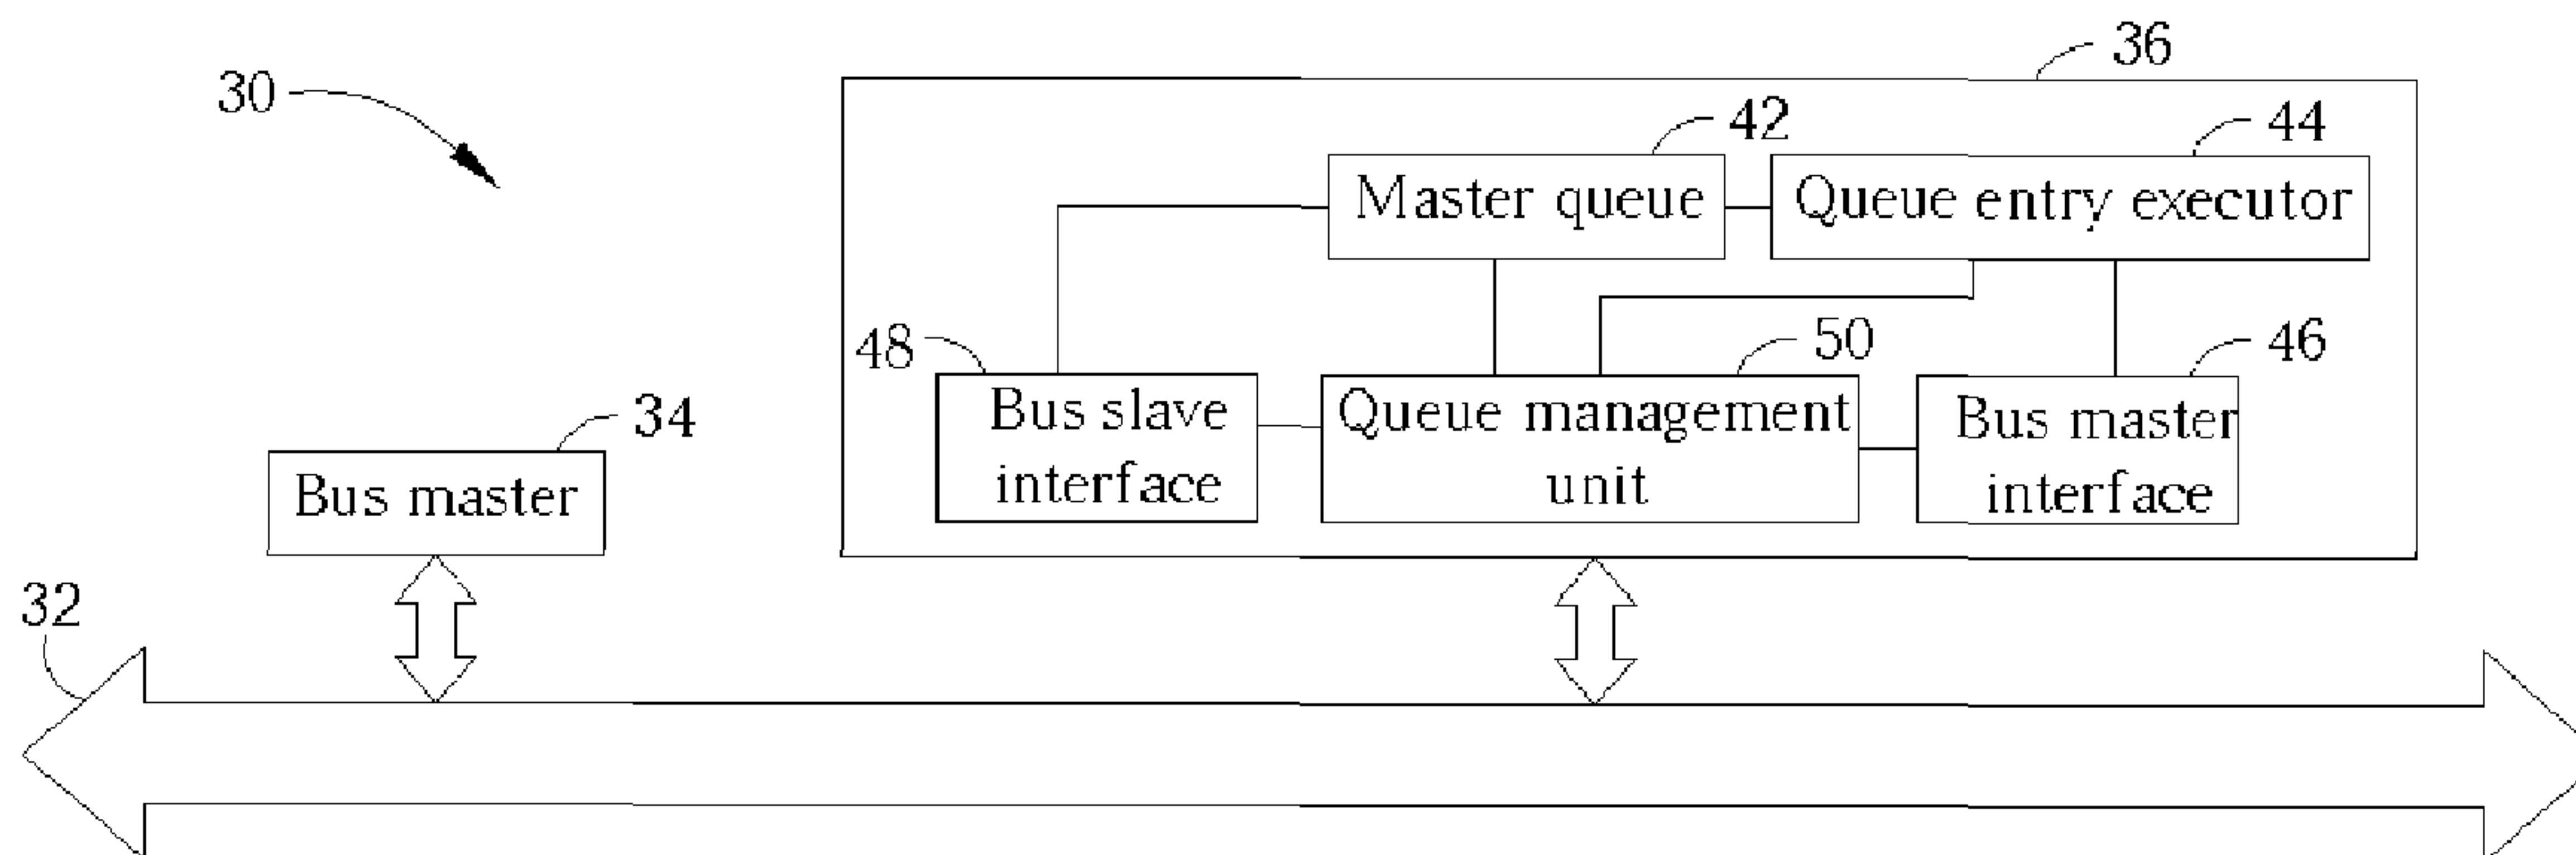 36
30
42
44
Master queue
Queue entry executor
48
50
46
Bus slave
interface
Queue management
unit
Bus master
interface
34
Bus master
32